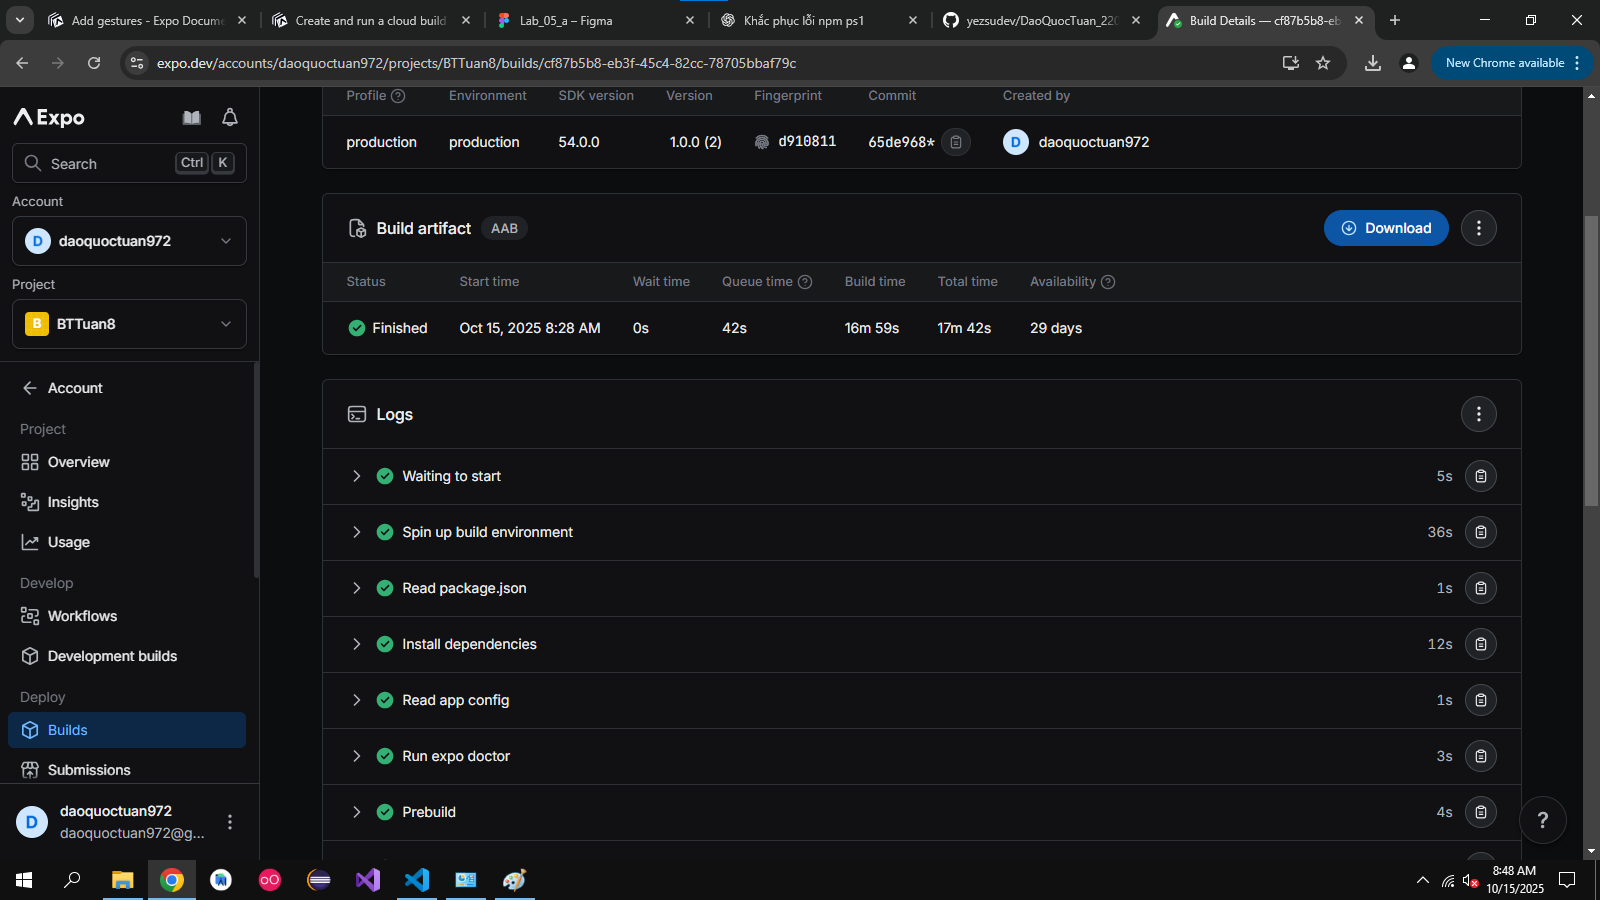 Add gestures - Expo Docume
Create and run a cloud build
Lab_05_a – Figma
Khắc phục lỗi npm ps1
yezsudev/DaoQuocTuan_220
Build Details — cf87b5b8-eb
expo.dev/accounts/daoquoctuan972/projects/BTTuan8/builds/cf87b5b8-eb3f-45c4-82cc-78705bbaf79c
New Chrome available
Expo
Search Ctrl K
Account
D daoquoctuan972
Project
B BTTuan8
Account
Project
Overview
Insights
Usage
Develop
Workflows
Development builds
Deploy
Builds
Submissions
D daoquoctuan972
daoquoctuan972@g...
Profile Environment SDK version Version Fingerprint Commit Created by
production production 54.0.0 1.0.0 (2) d910811 65de968* D daoquoctuan972
Build artifact AAB Download
Status Start time Wait time Queue time Build time Total time Availability
Finished Oct 15, 2025 8:28 AM 0s 42s 16m 59s 17m 42s 29 days
Logs
Waiting to start 5s
Spin up build environment 36s
Read package.json 1s
Install dependencies 12s
Read app config 1s
Run expo doctor 3s
Prebuild 4s
?
8:48 AM
10/15/2025